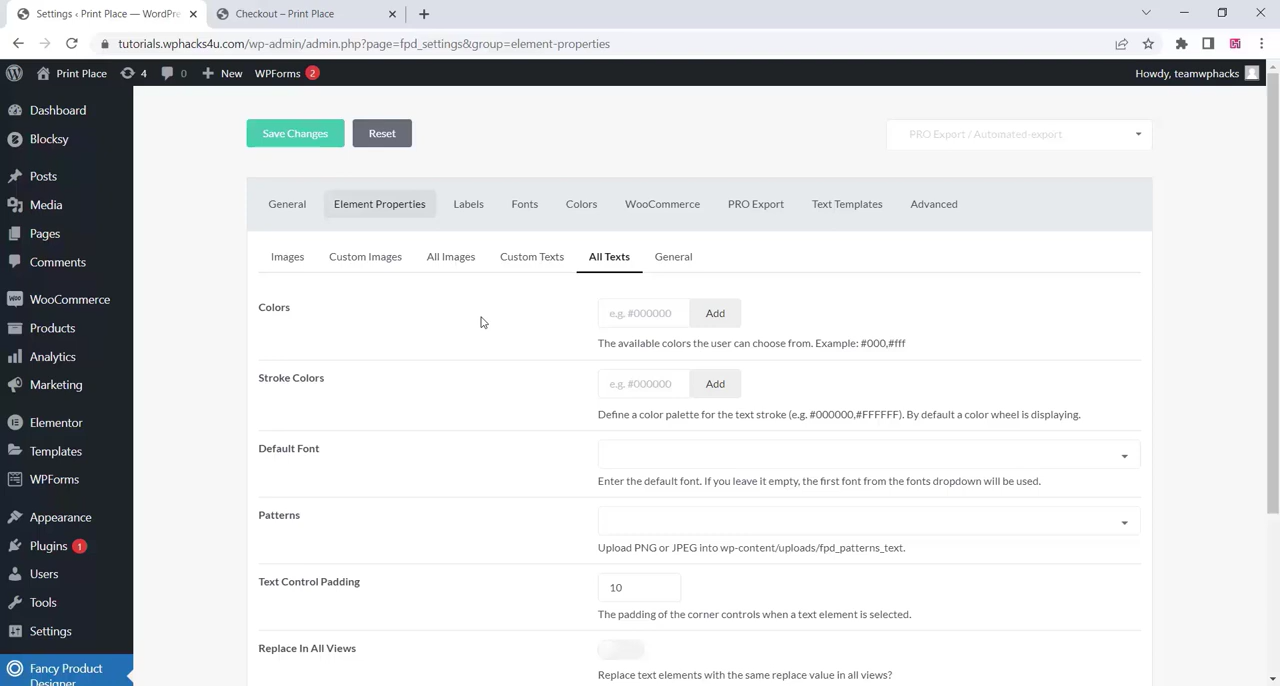 Settings ‹ Print Place — WordPre
Checkout – Print Place
tutorials.wphacks4u.com/wp-admin/admin.php?page=fpd_settings&group=element-properties
Print Place
4
0
New
WPForms 2
Howdy, teamwphacks
Dashboard
Blocksy
Posts
Media
Pages
Comments
WooCommerce
Products
Analytics
Marketing
Elementor
Templates
WPForms
Appearance
Plugins 1
Users
Tools
Settings
Fancy Product
Designer
Save Changes
Reset
PRO Export / Automated-export
General
Element Properties
Labels
Fonts
Colors
WooCommerce
PRO Export
Text Templates
Advanced
Images
Custom Images
All Images
Custom Texts
All Texts
General
Colors
e.g. #000000
Add
The available colors the user can choose from. Example: #000,#fff
Stroke Colors
e.g. #000000
Add
Define a color palette for the text stroke (e.g. #000000,#FFFFFF). By default a color wheel is displaying.
Default Font
Enter the default font. If you leave it empty, the first font from the fonts dropdown will be used.
Patterns
Upload PNG or JPEG into wp-content/uploads/fpd_patterns_text.
Text Control Padding
10
The padding of the corner controls when a text element is selected.
Replace In All Views
Replace text elements with the same replace value in all views?